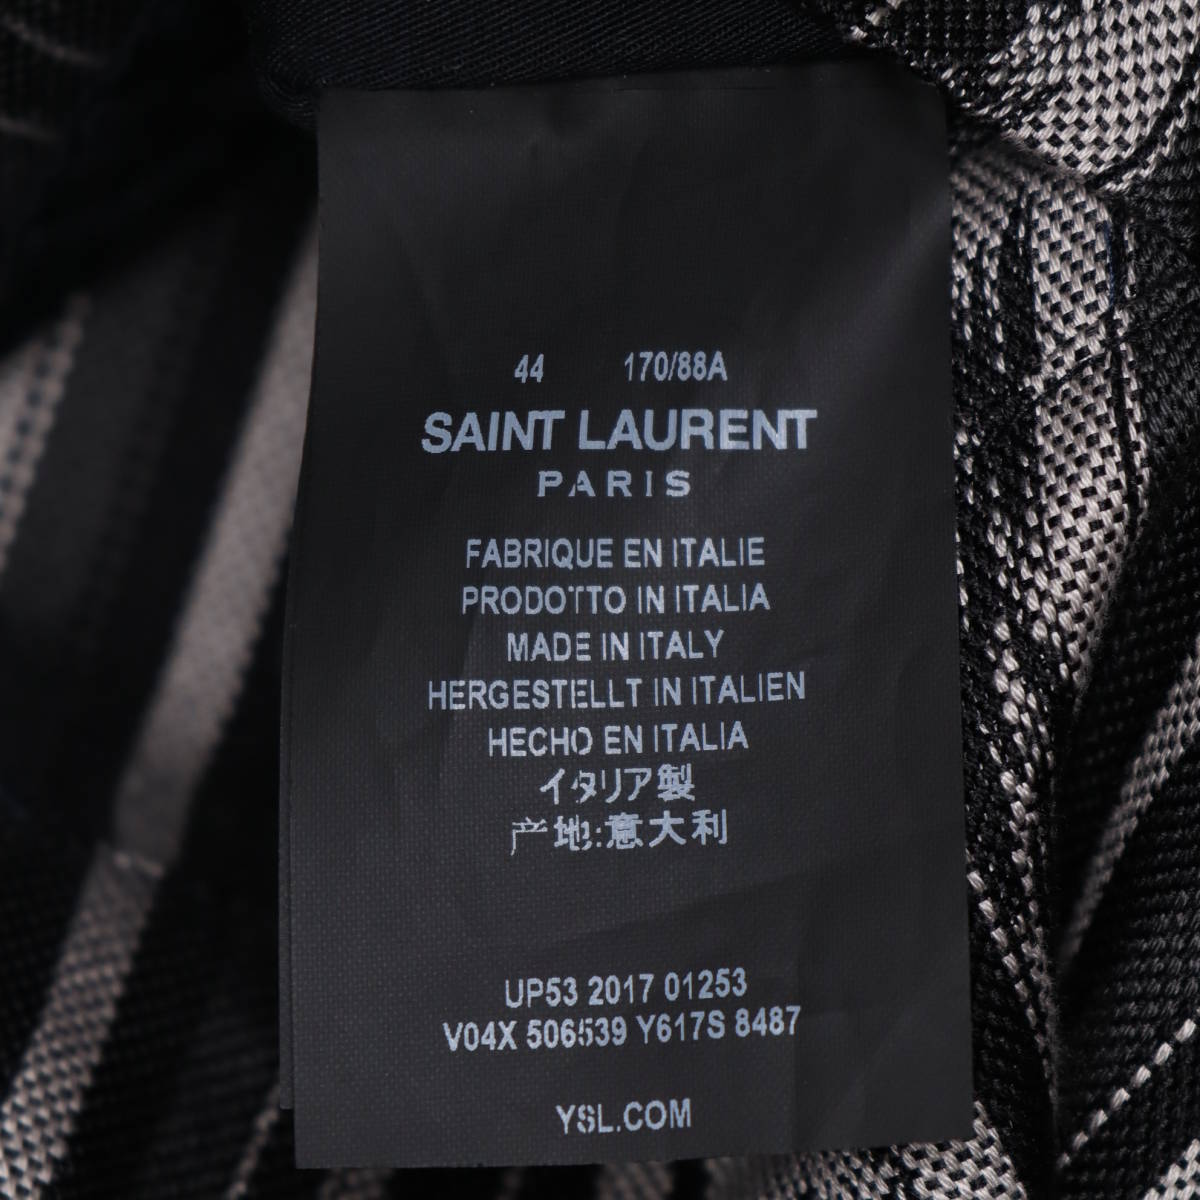 44 170/88A
SAINT LAURENT
PARIS
FABRIQUE EN ITALIE
PRODOTTO IN ITALIA
MADE IN ITALY
HERGESTELLT IN ITALIEN
HECHO EN ITALIA
イタリア製
产地:意大利
UP53 2017 01253
V04X 506539 Y617S 8487
YSL.COM